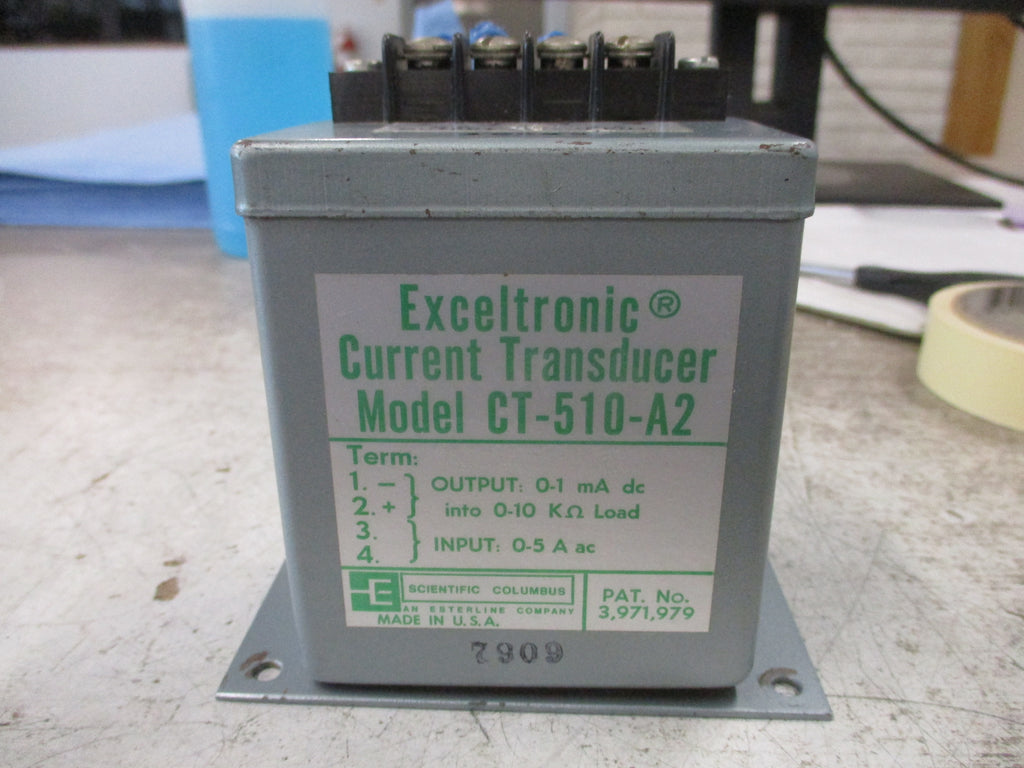 Exceltronic®
Current Transducer
Model CT-510-A2
Term:
1. –
2. +
OUTPUT: 0-1 mA dc
into 0-10 KΩ Load
3.
4.
INPUT: 0-5 A ac
E SCIENTIFIC COLUMBUS
AN ESTERLINE COMPANY
MADE IN U.S.A.
PAT. No.
3,971,979
7909